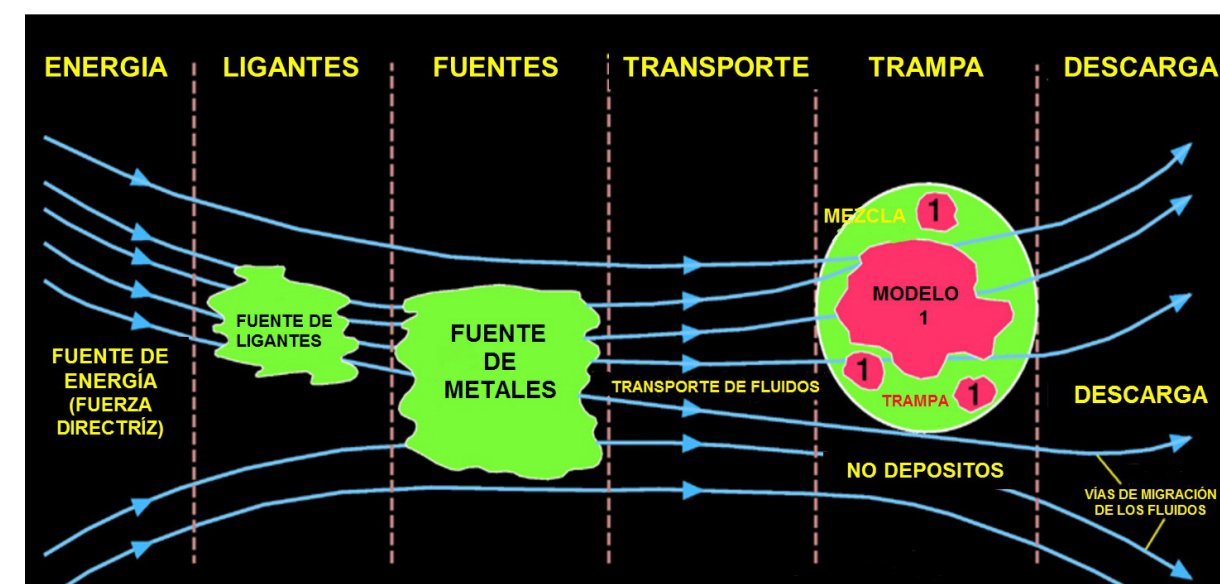 ENERGIA
LIGANTES
FUENTES
TRANSPORTE
TRAMPA
DESCARGA
MEZCLA
1
FUENTE DE
LIGANTES
FUENTE
DE
METALES
MODELO
1
FUENTE DE
ENERGÍA
(FUERZA
DIRECTRÍZ)
TRANSPORTE DE FLUIDOS
1
TRAMPA
1
DESCARGA
NO DEPOSITOS
VÍAS DE MIGRACIÓN
DE LOS FLUIDOS